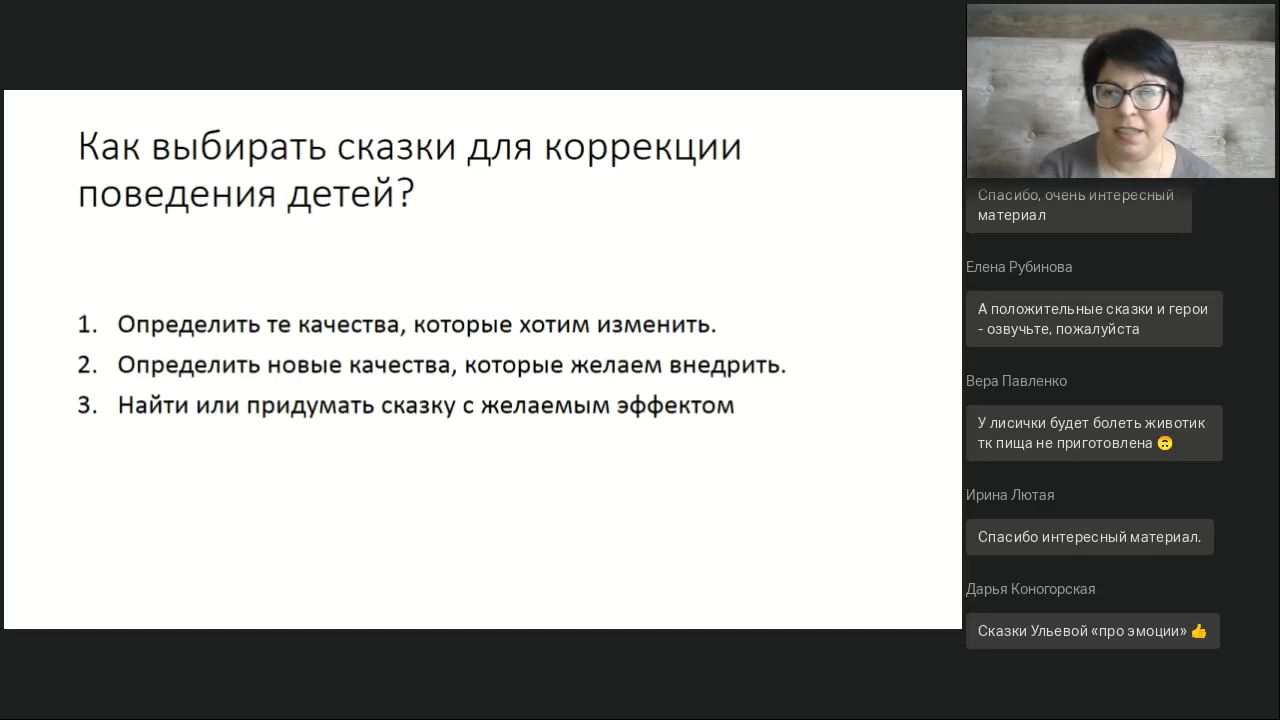 Как выбирать сказки для коррекции
поведения детей?
1. Определить те качества, которые хотим изменить.
2. Определить новые качества, которые желаем внедрить.
3. Найти или придумать сказку с желаемым эффектом
Спасибо, очень интересный
материал
Елена Рубинова
А положительные сказки и герои
- озвучьте, пожалуйста
Вера Павленко
У лисички будет болеть животик
тк пища не приготовлена 🙃
Ирина Лютая
Спасибо интересный материал.
Дарья Коногорская
Сказки Ульевой «про эмоции» 👍